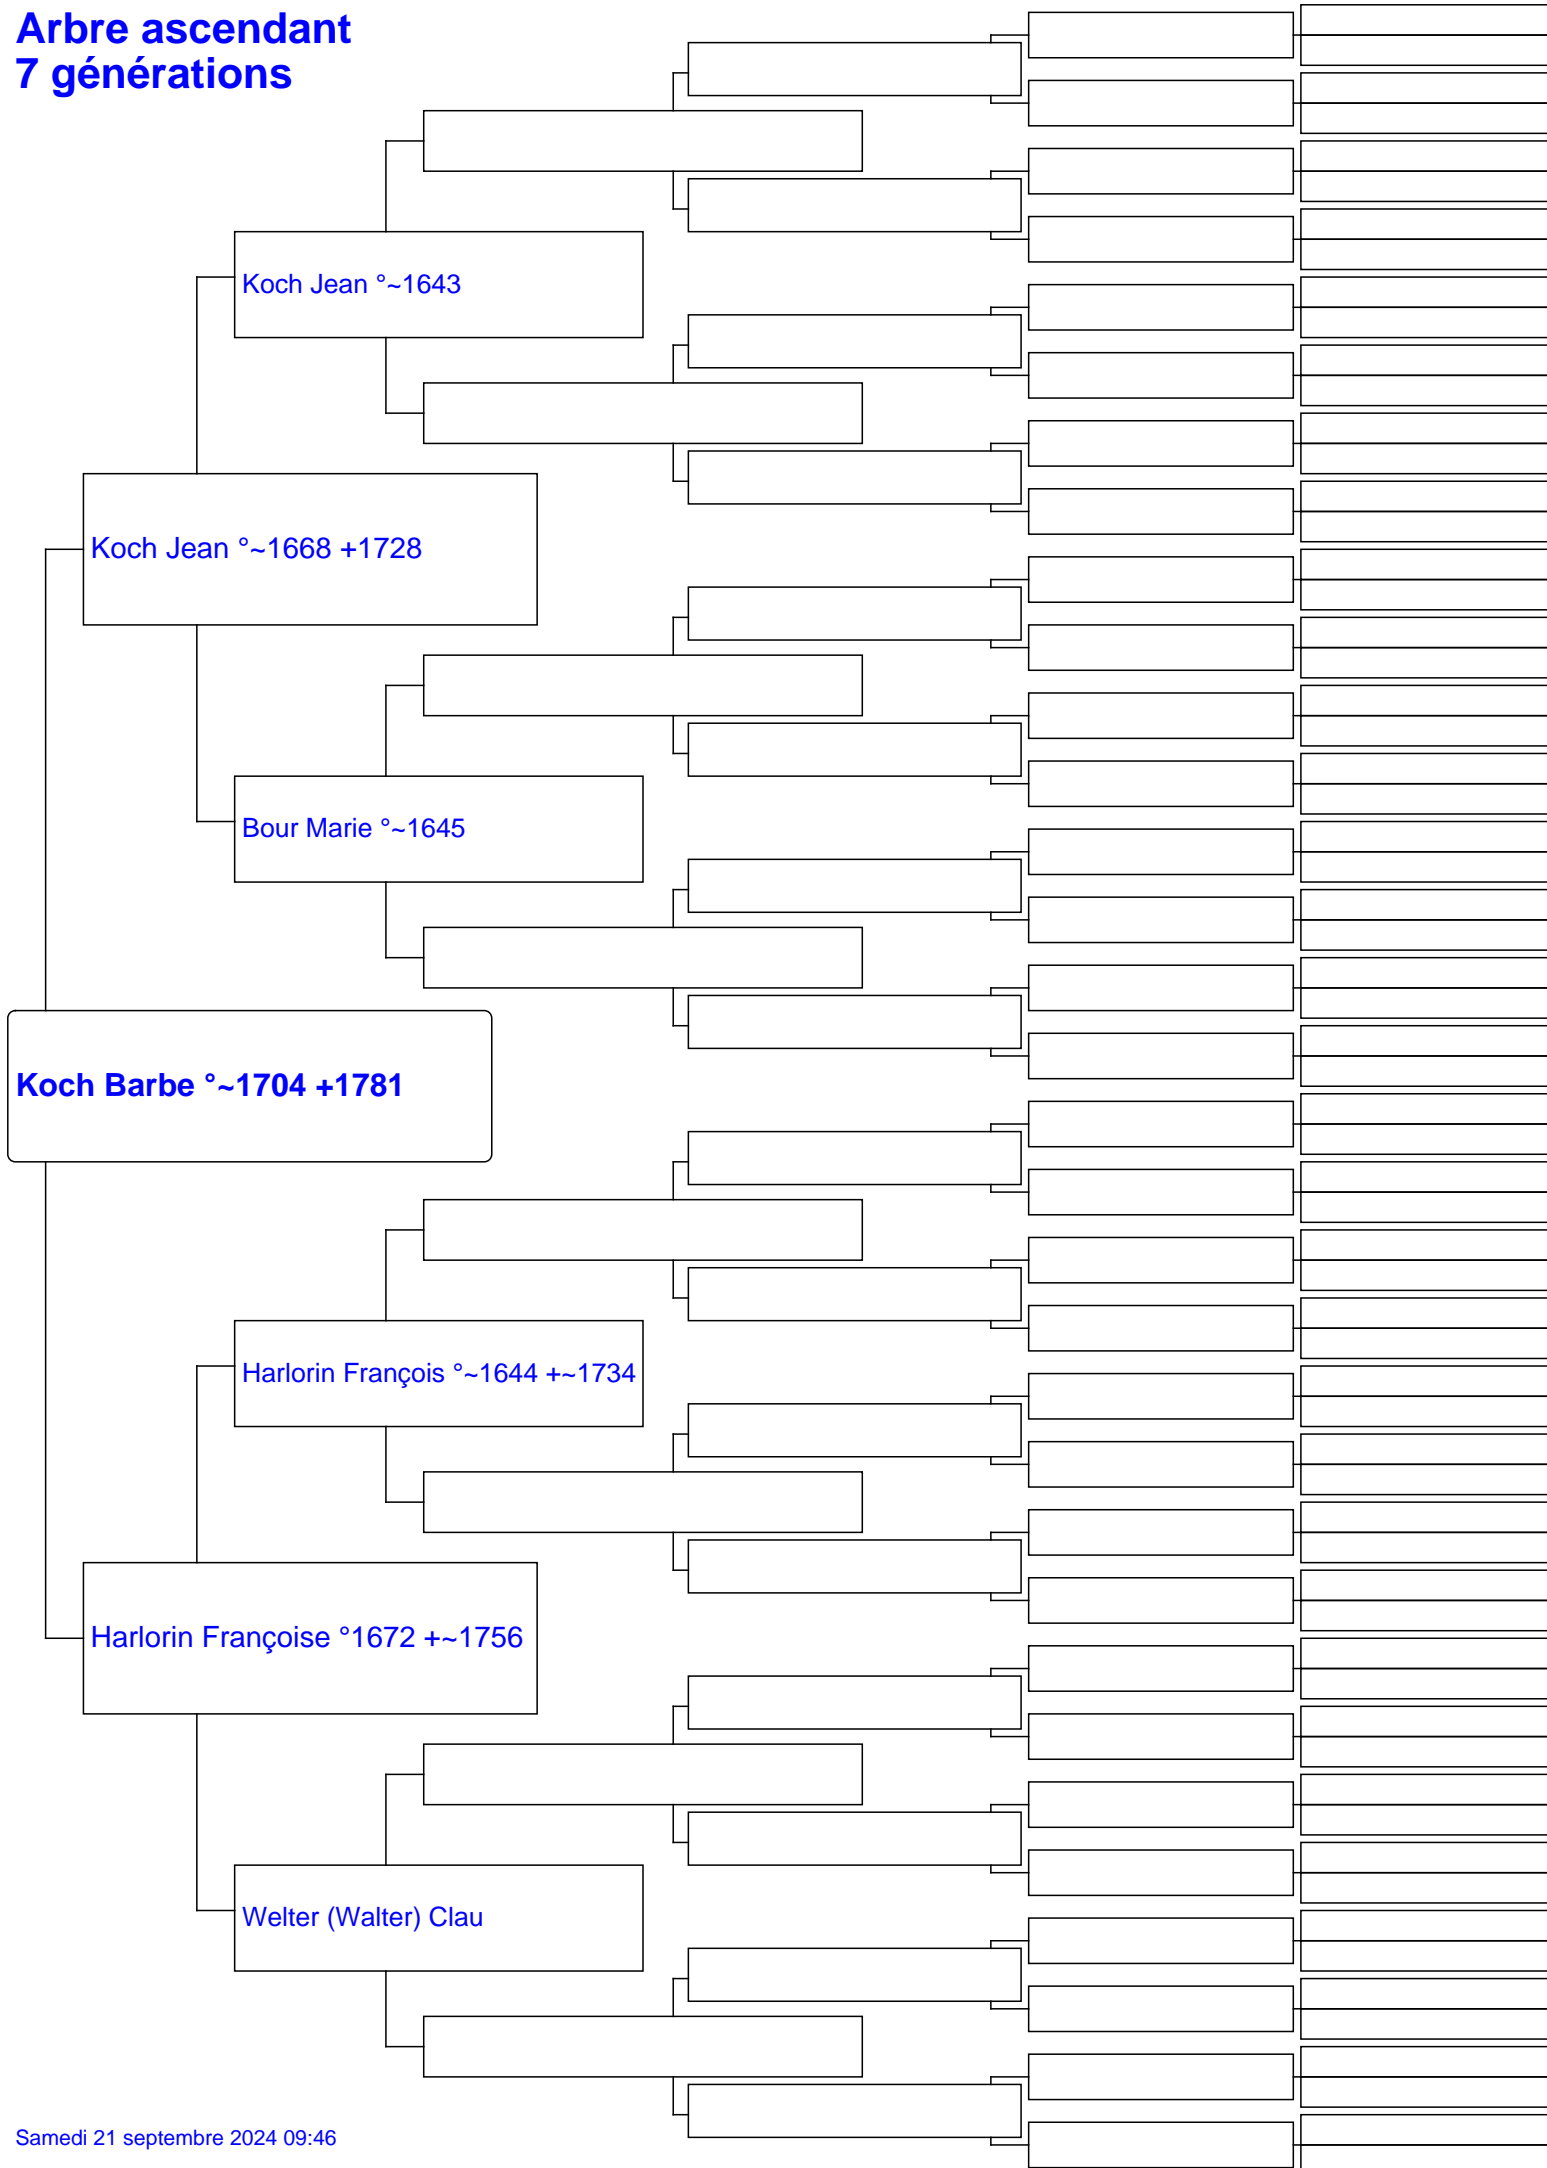 Arbre ascendant
7 générations
Koch Jean °~1643
Koch Jean °~1668 +1728
Bour Marie °~1645
Koch Barbe °~1704 +1781
Harlorin François °~1644 +~1734
Harlorin Françoise °1672 +~1756
Welter (Walter) Clau
Samedi 21 septembre 2024 09:46